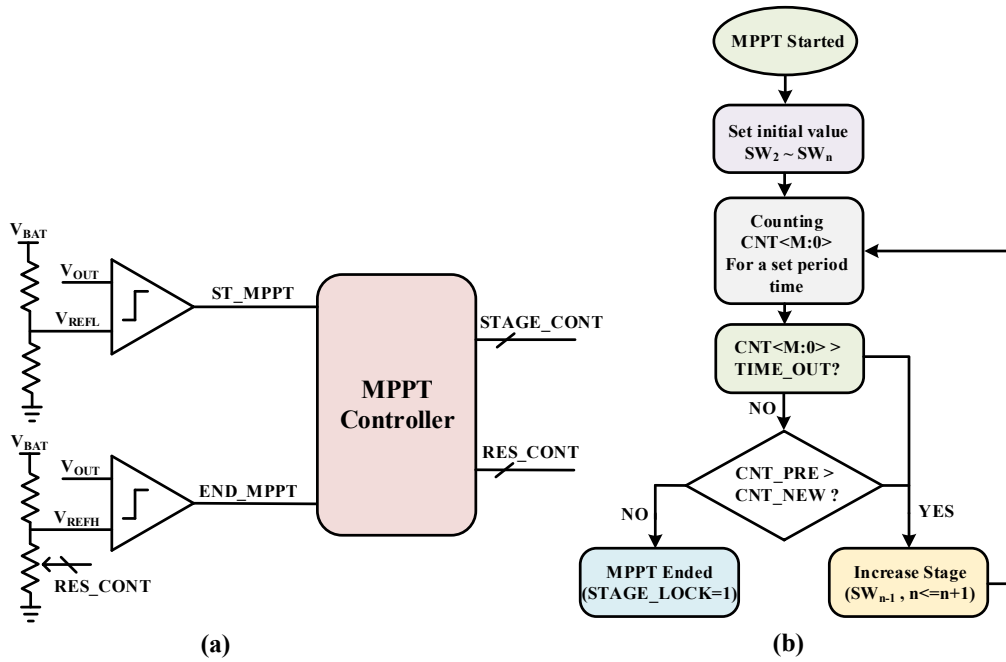 V_BAT
V_OUT
V_REFL
ST_MPPT
V_BAT
V_OUT
V_REFH
END_MPPT
RES_CONT
MPPT
Controller
STAGE_CONT
RES_CONT
(a)
MPPT Started
Set initial value
SW₂ ~ SWₙ
Counting
CNT<M:0>
For a set period
time
CNT<M:0> >
TIME_OUT?
NO
CNT_PRE >
CNT_NEW ?
NO
YES
MPPT Ended
(STAGE_LOCK=1)
Increase Stage
(SWₙ₋₁ , n<=n+1)
(b)